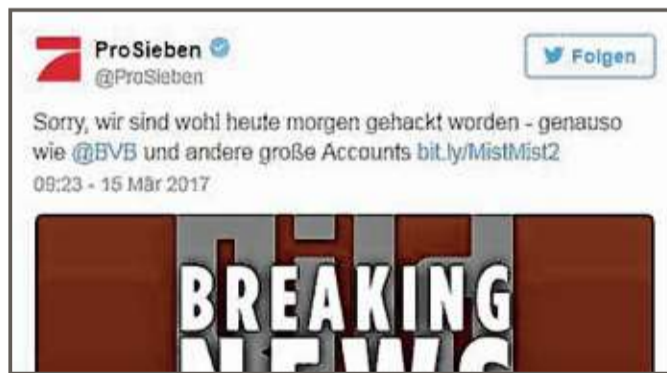 ProSieben
@ProSieben
Folgen
Sorry, wir sind wohl heute morgen gehackt worden - genauso
wie @BVB und andere große Accounts bit.ly/MistMist2
09:23 - 15 Mär 2017
BREAKING
NEWS